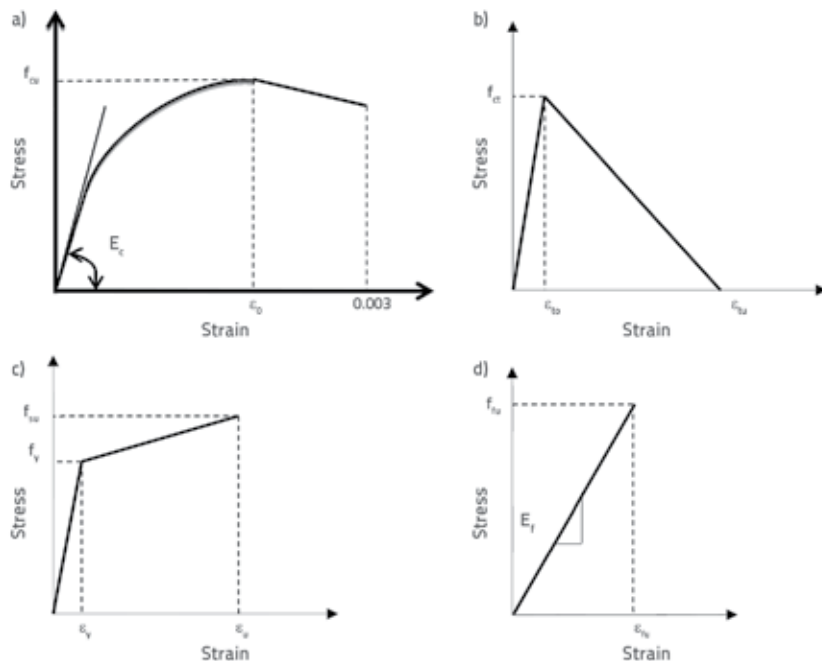 a)
f_cu
Stress
E_c
ε_0
0.003
Strain
b)
f_ct
Stress
ε_to
ε_tu
Strain
c)
f_su
f_y
Stress
ε_y
ε_u
Strain
d)
f_fu
Stress
E_f
ε_fu
Strain